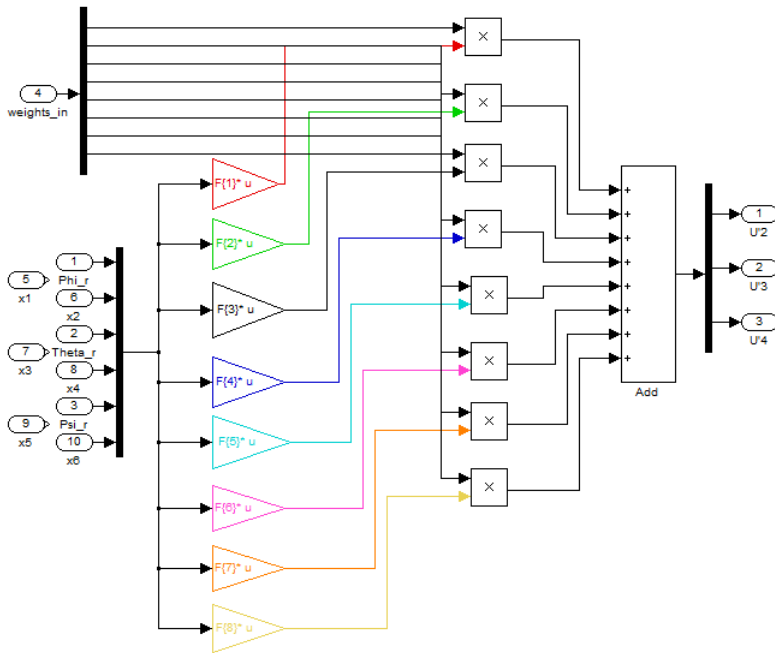 4
weights_in
F{1}* u
F{2}* u
F{3}* u
F{4}* u
F{5}* u
F{6}* u
F{7}* u
F{8}* u
1
Phi_r
5
x1
6
x2
2
Theta_r
7
x3
8
x4
3
Psi_r
9
x5
10
x6
×
×
×
×
×
×
×
×
+
+
+
+
+
+
+
+
Add
1
U'2
2
U'3
3
U'4